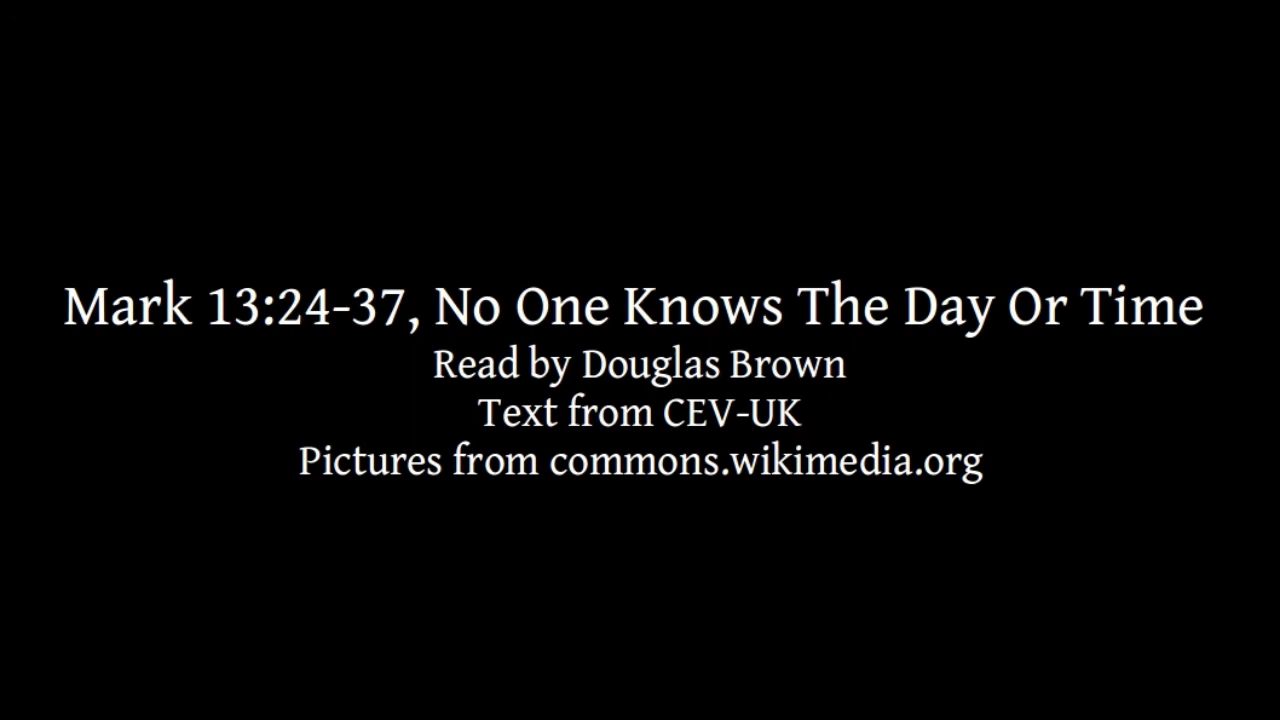 Mark 13:24-37, No One Knows The Day Or Time
Read by Douglas Brown
Text from CEV-UK
Pictures from commons.wikimedia.org